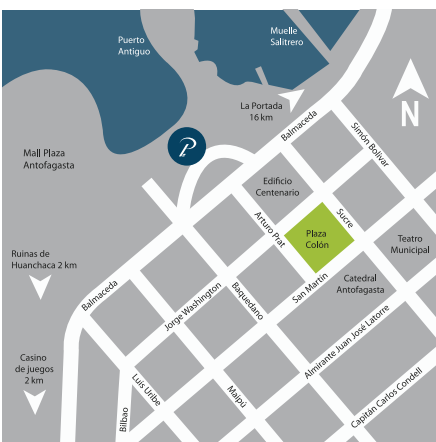 Puerto
Antiguo
Muelle
Salitrero
La Portada
16 km
N
Balmaceda
Simón Bolivar
Mall Plaza
Antofagasta
P
Edificio
Centenario
Arturo Prat
Sucre
Plaza
Colón
Teatro
Municipal
Ruinas de
Huanchaca 2 km
Balmaceda
Jorge Washington
Baquedano
San Martín
Catedral
Antofagasta
Casino
de juegos
2 km
Luis Uribe
Bilbao
Maipú
Almirante Juan José Latorre
Capitán Carlos Condell